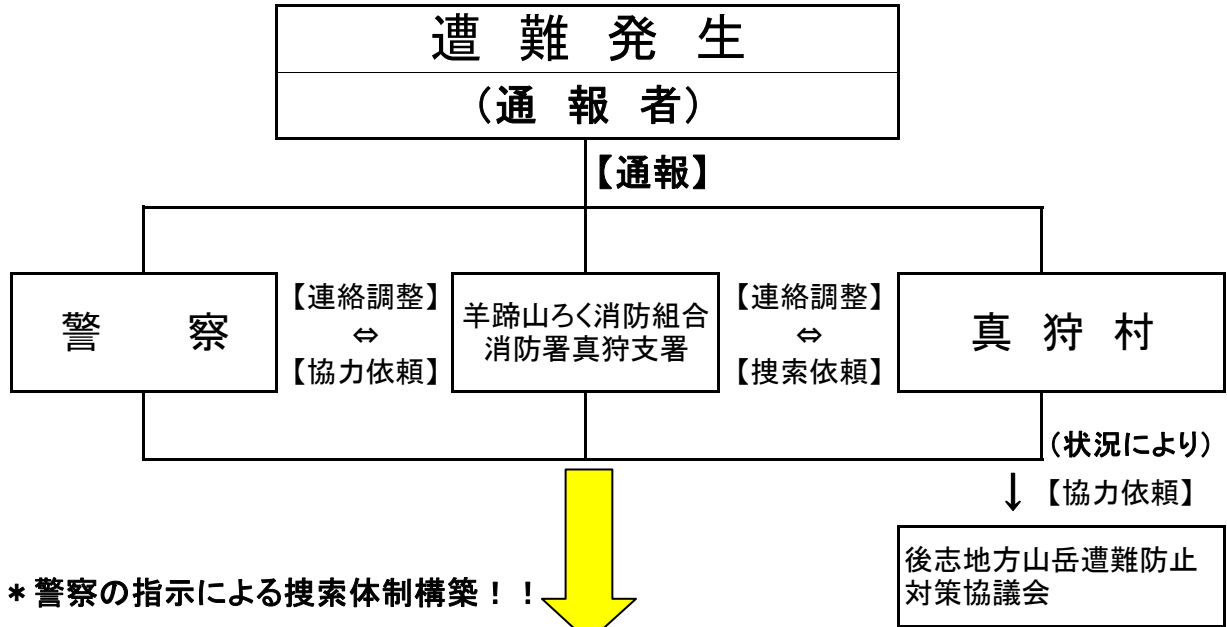 遭 難 発 生
（通 報 者）
【通報】
警 察
【連絡調整】
⇔
【協力依頼】
羊蹄山ろく消防組合
消防署真狩支署
【連絡調整】
⇔
【捜索依頼】
真 狩 村
（状況により）
↓ 【協力依頼】
後志地方山岳遭難防止
対策協議会
＊警察の指示による捜索体制構築！！